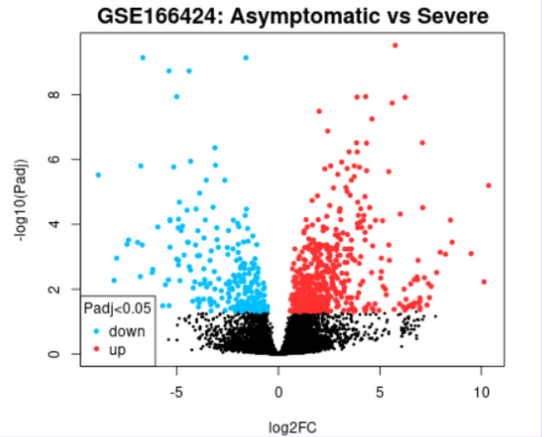 GSE166424: Asymptomatic vs Severe
-log10(Padj)
8
6
4
2
0
Padj<0.05
down
up
-5 0 5 10
log2FC